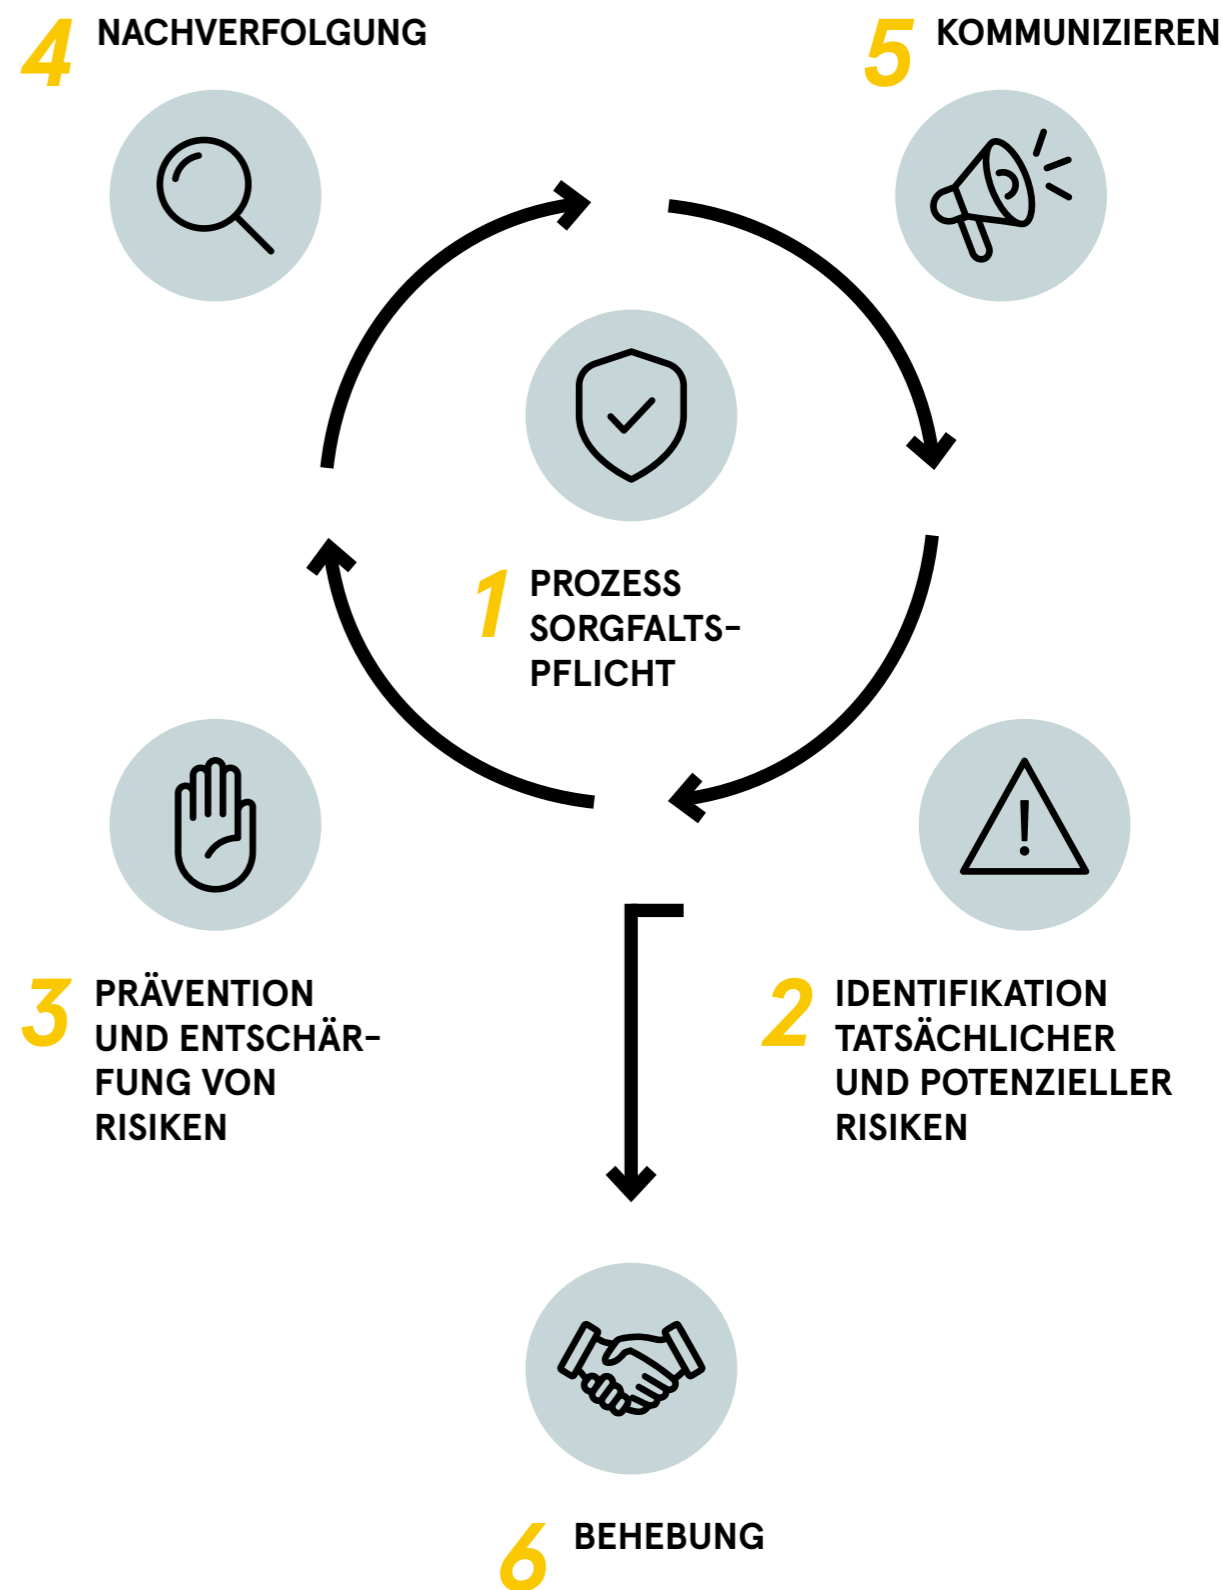 4 NACHVERFOLGUNG
5 KOMMUNIZIEREN
1 PROZESS
SORGFALTS-
PFLICHT
3 PRÄVENTION
UND ENTSCHÄR-
FUNG VON
RISIKEN
2 IDENTIFIKATION
TATSÄCHLICHER
UND POTENZIELLER
RISIKEN
6 BEHEBUNG